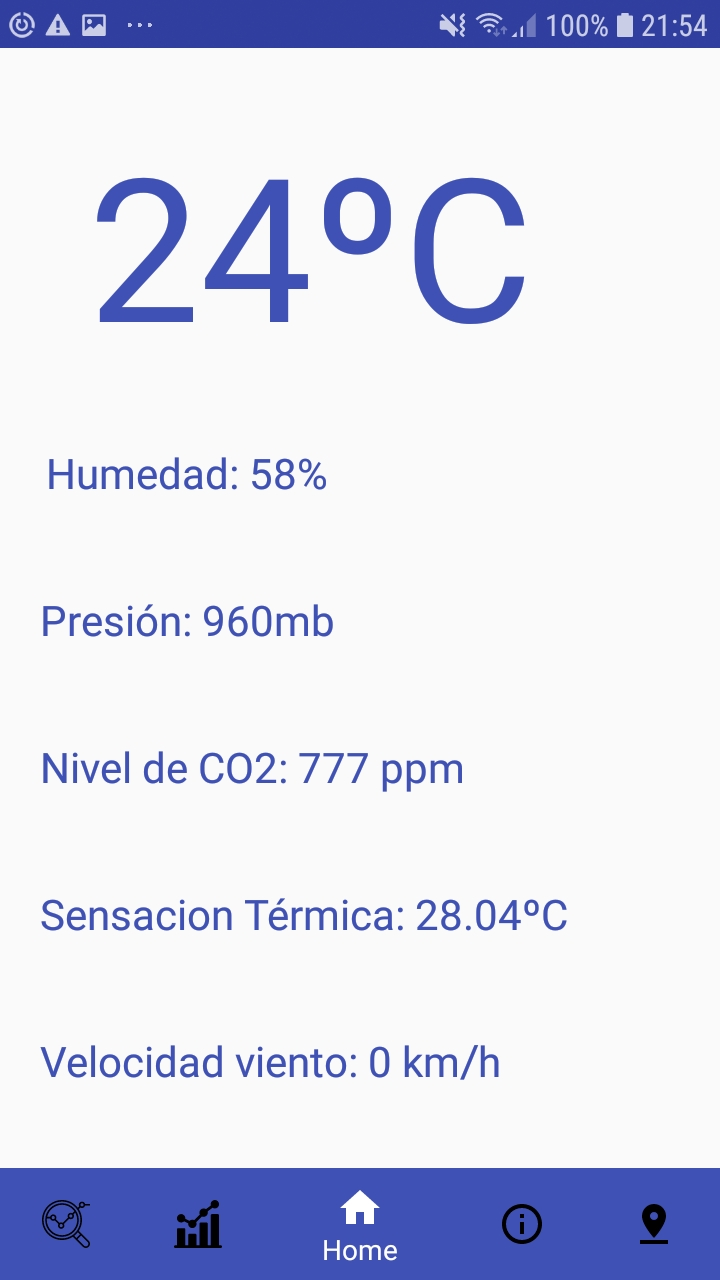 100% 21:54
24ºC
Humedad: 58%
Presión: 960mb
Nivel de CO2: 777 ppm
Sensacion Térmica: 28.04ºC
Velocidad viento: 0 km/h
Home